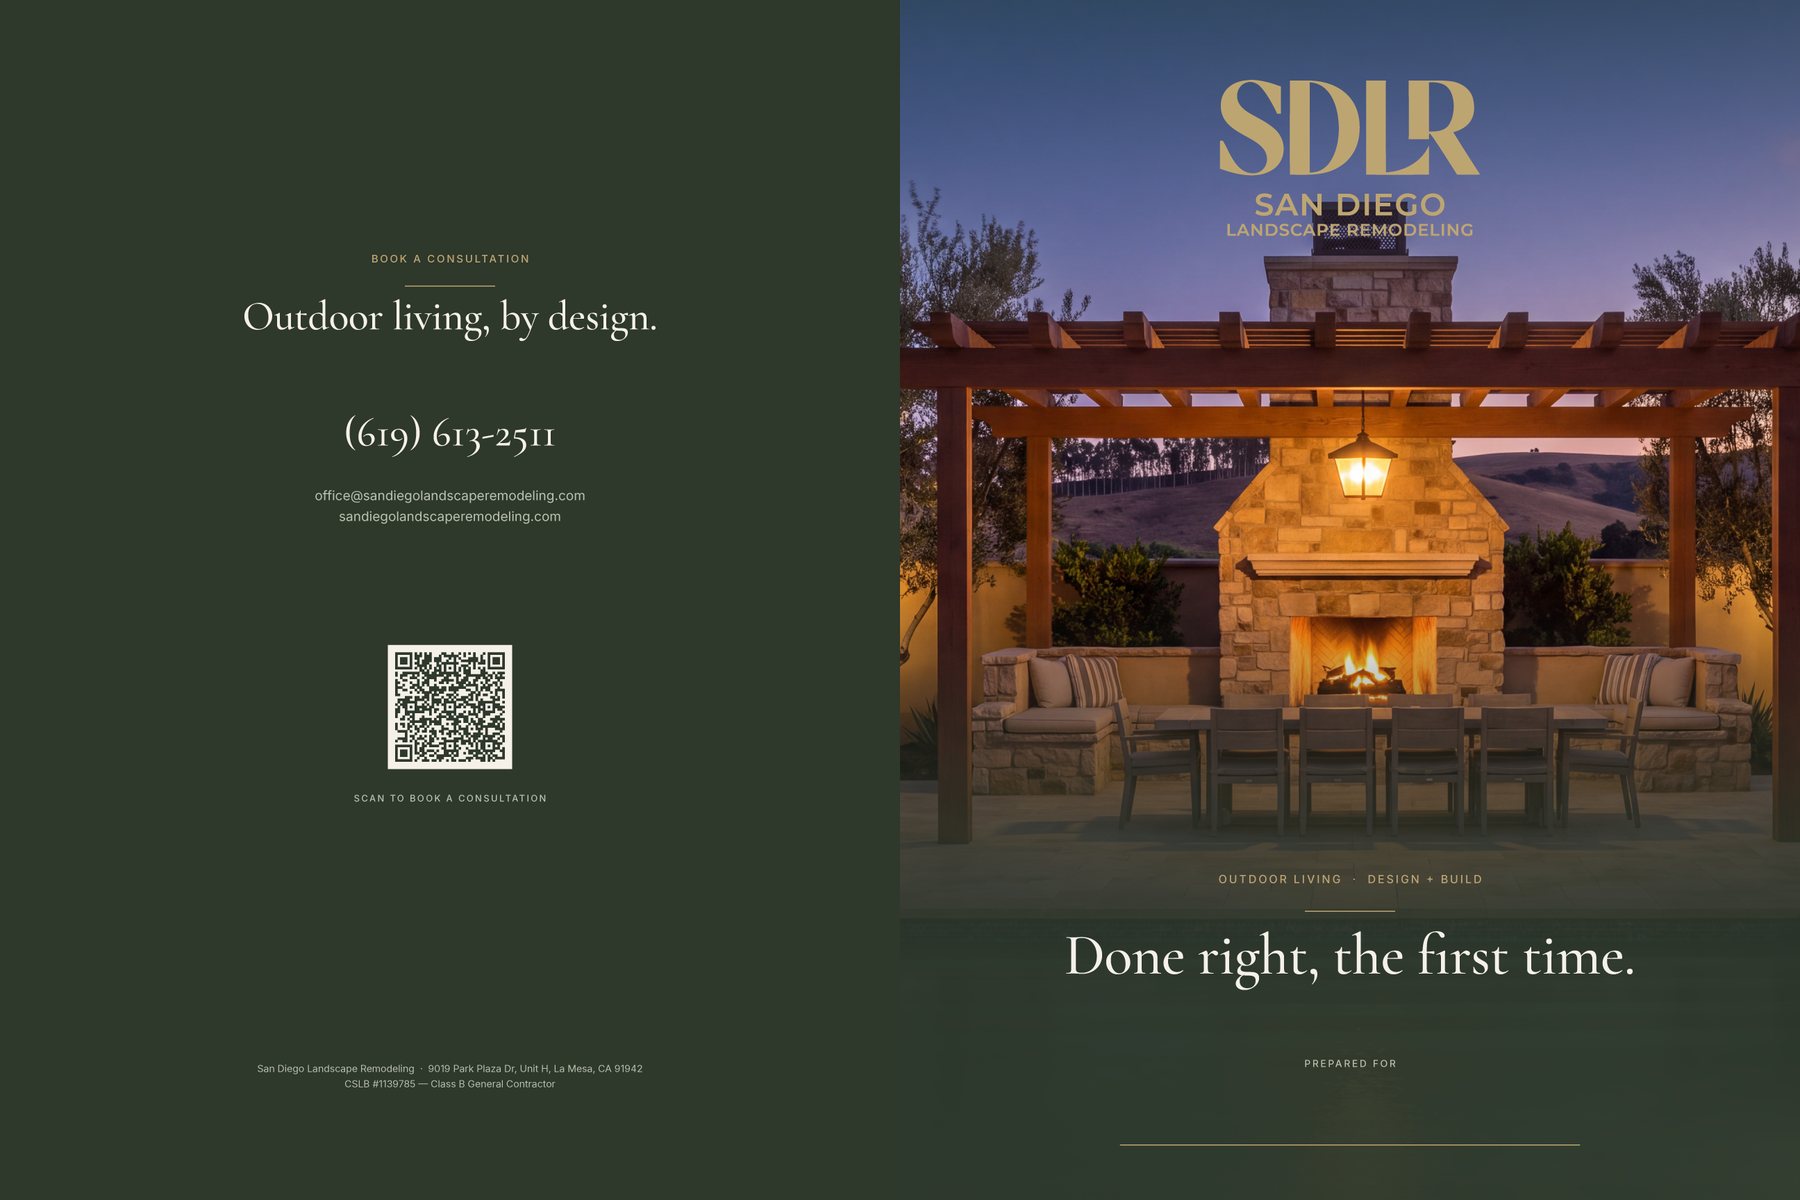 BOOK A CONSULTATION
Outdoor living, by design.
(619) 613-2511
office@sandiegolandscaperemodeling.com
sandiegolandscaperemodeling.com
SCAN TO BOOK A CONSULTATION
San Diego Landscape Remodeling · 9019 Park Plaza Dr, Unit H, La Mesa, CA 91942
CSLB #1139785 — Class B General Contractor
SDLR
SAN DIEGO
LANDSCAPE REMODELING
OUTDOOR LIVING · DESIGN + BUILD
Done right, the first time.
PREPARED FOR